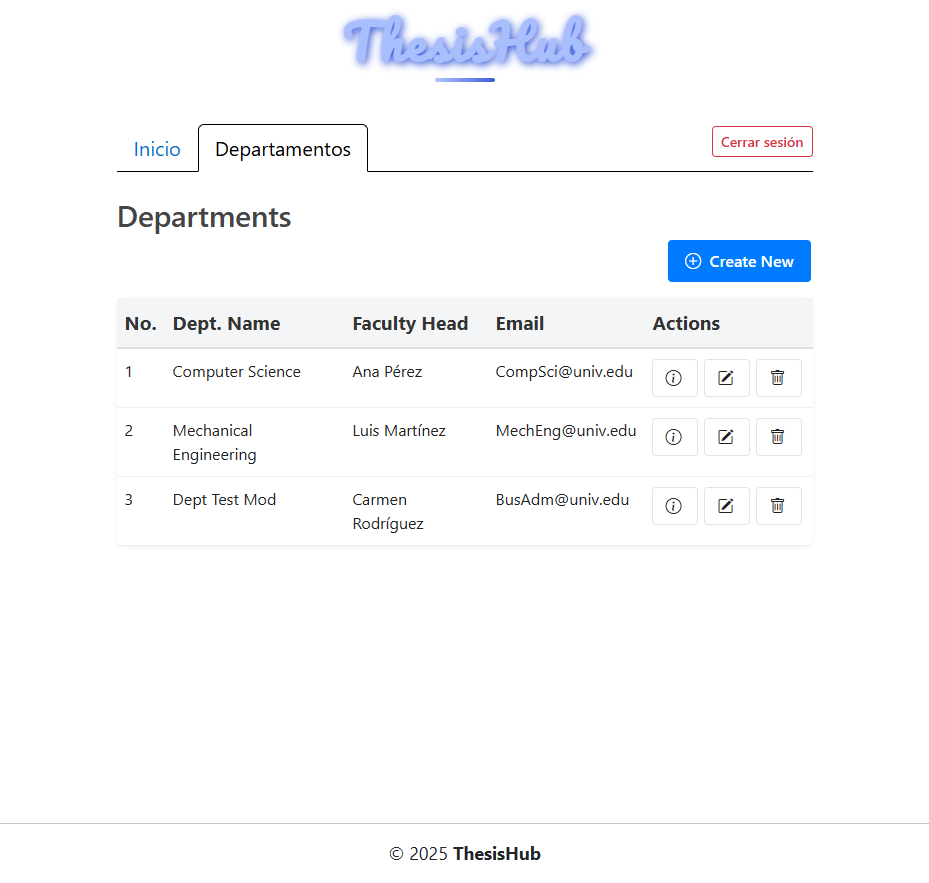 ThesisHub
Inicio
Departamentos
Cerrar sesión
Departments
Create New
No. Dept. Name Faculty Head Email Actions
1 Computer Science Ana Pérez CompSci@univ.edu
2 Mechanical Luis Martínez MechEng@univ.edu
Engineering
3 Dept Test Mod Carmen BusAdm@univ.edu
Rodríguez
© 2025 ThesisHub